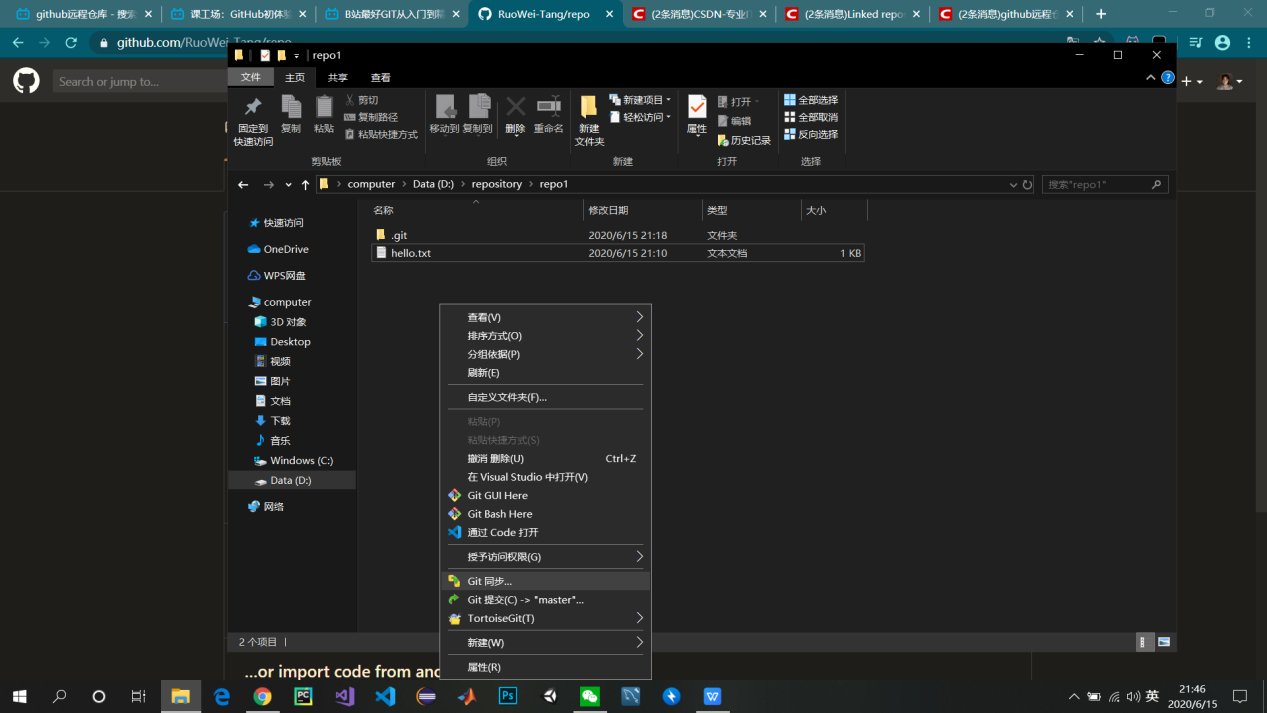 github远程仓库 - 搜索
课工场：GitHub初体验
B站最好GIT从入门到精
RuoWei-Tang/repo
(2条消息)CSDN-专业I
(2条消息)Linked repo
(2条消息)github远程仓
github.com/RuoWei-Tang/repo
repo1
Search or jump to...
文件
主页
共享
查看
固定到
快速访问
复制
粘贴
剪切
复制路径
粘贴快捷方式
剪贴板
移动到
复制到
删除
重命名
组织
新建
文件夹
新建项目
轻松访问
新建
属性
打开
编辑
历史记录
打开
全部选择
全部取消
反向选择
选择
computer
Data (D:)
repository
repo1
搜索"repo1"
快速访问
OneDrive
WPS网盘
computer
3D 对象
Desktop
视频
图片
文档
下载
音乐
Windows (C:)
Data (D:)
网络
名称
修改日期
类型
大小
.git
2020/6/15 21:18
文件夹
hello.txt
2020/6/15 21:10
文本文档
1 KB
查看(V)
排序方式(O)
分组依据(P)
刷新(E)
自定义文件夹(F)...
粘贴(P)
粘贴快捷方式(S)
撤消 删除(U)
Ctrl+Z
在 Visual Studio 中打开(V)
Git GUI Here
Git Bash Here
通过 Code 打开
授予访问权限(G)
Git 同步...
Git 提交(C) -> "master"...
TortoiseGit(T)
新建(W)
属性(R)
2 个项目
...or import code from ano
PC
Ps
英
21:46
2020/6/15